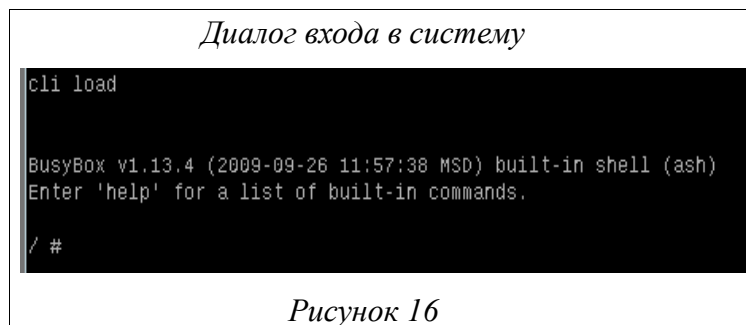 Диалог входа в систему
cli load
BusyBox v1.13.4 (2009-09-26 11:57:38 MSD) built-in shell (ash)
Enter 'help' for a list of built-in commands.
/ #
Рисунок 16